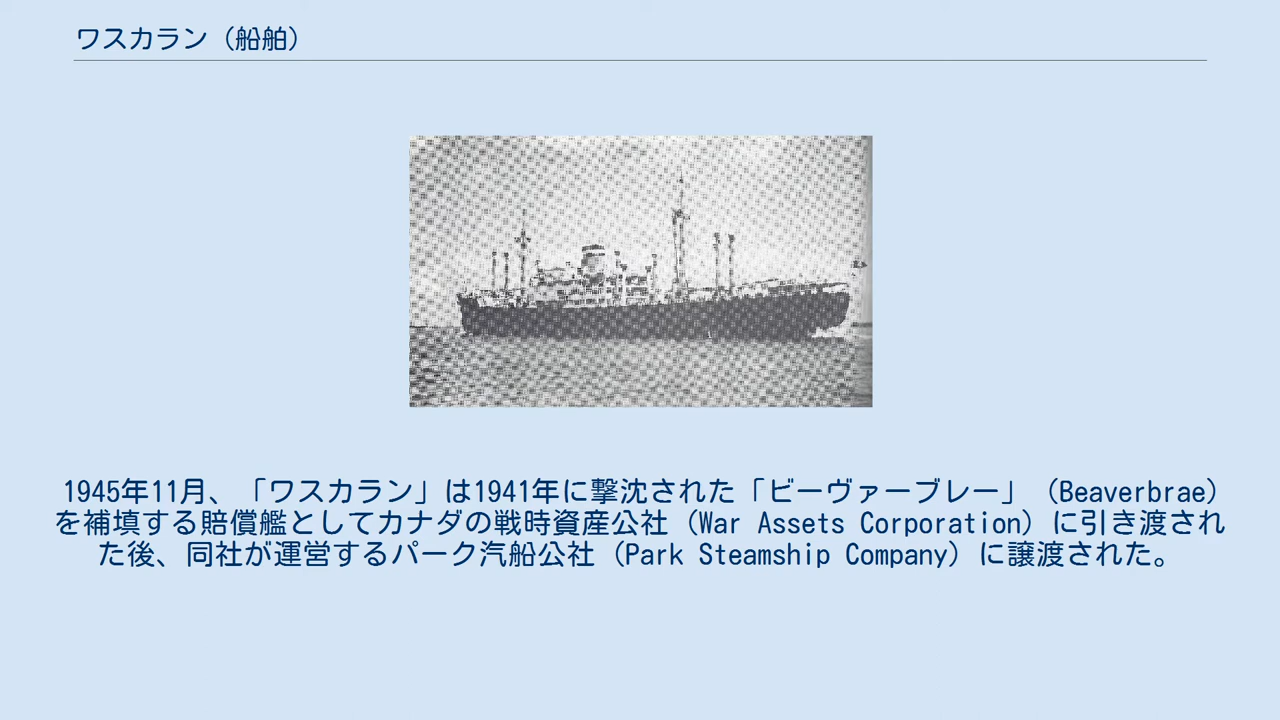 ワスカラン（船舶）
1945年11月、「ワスカラン」は1941年に撃沈された「ビーヴァーブレー」（Beaverbrae）
を補填する賠償艦としてカナダの戦時資産公社（War Assets Corporation）に引き渡され
た後、同社が運営するパーク汽船公社（Park Steamship Company）に譲渡された。